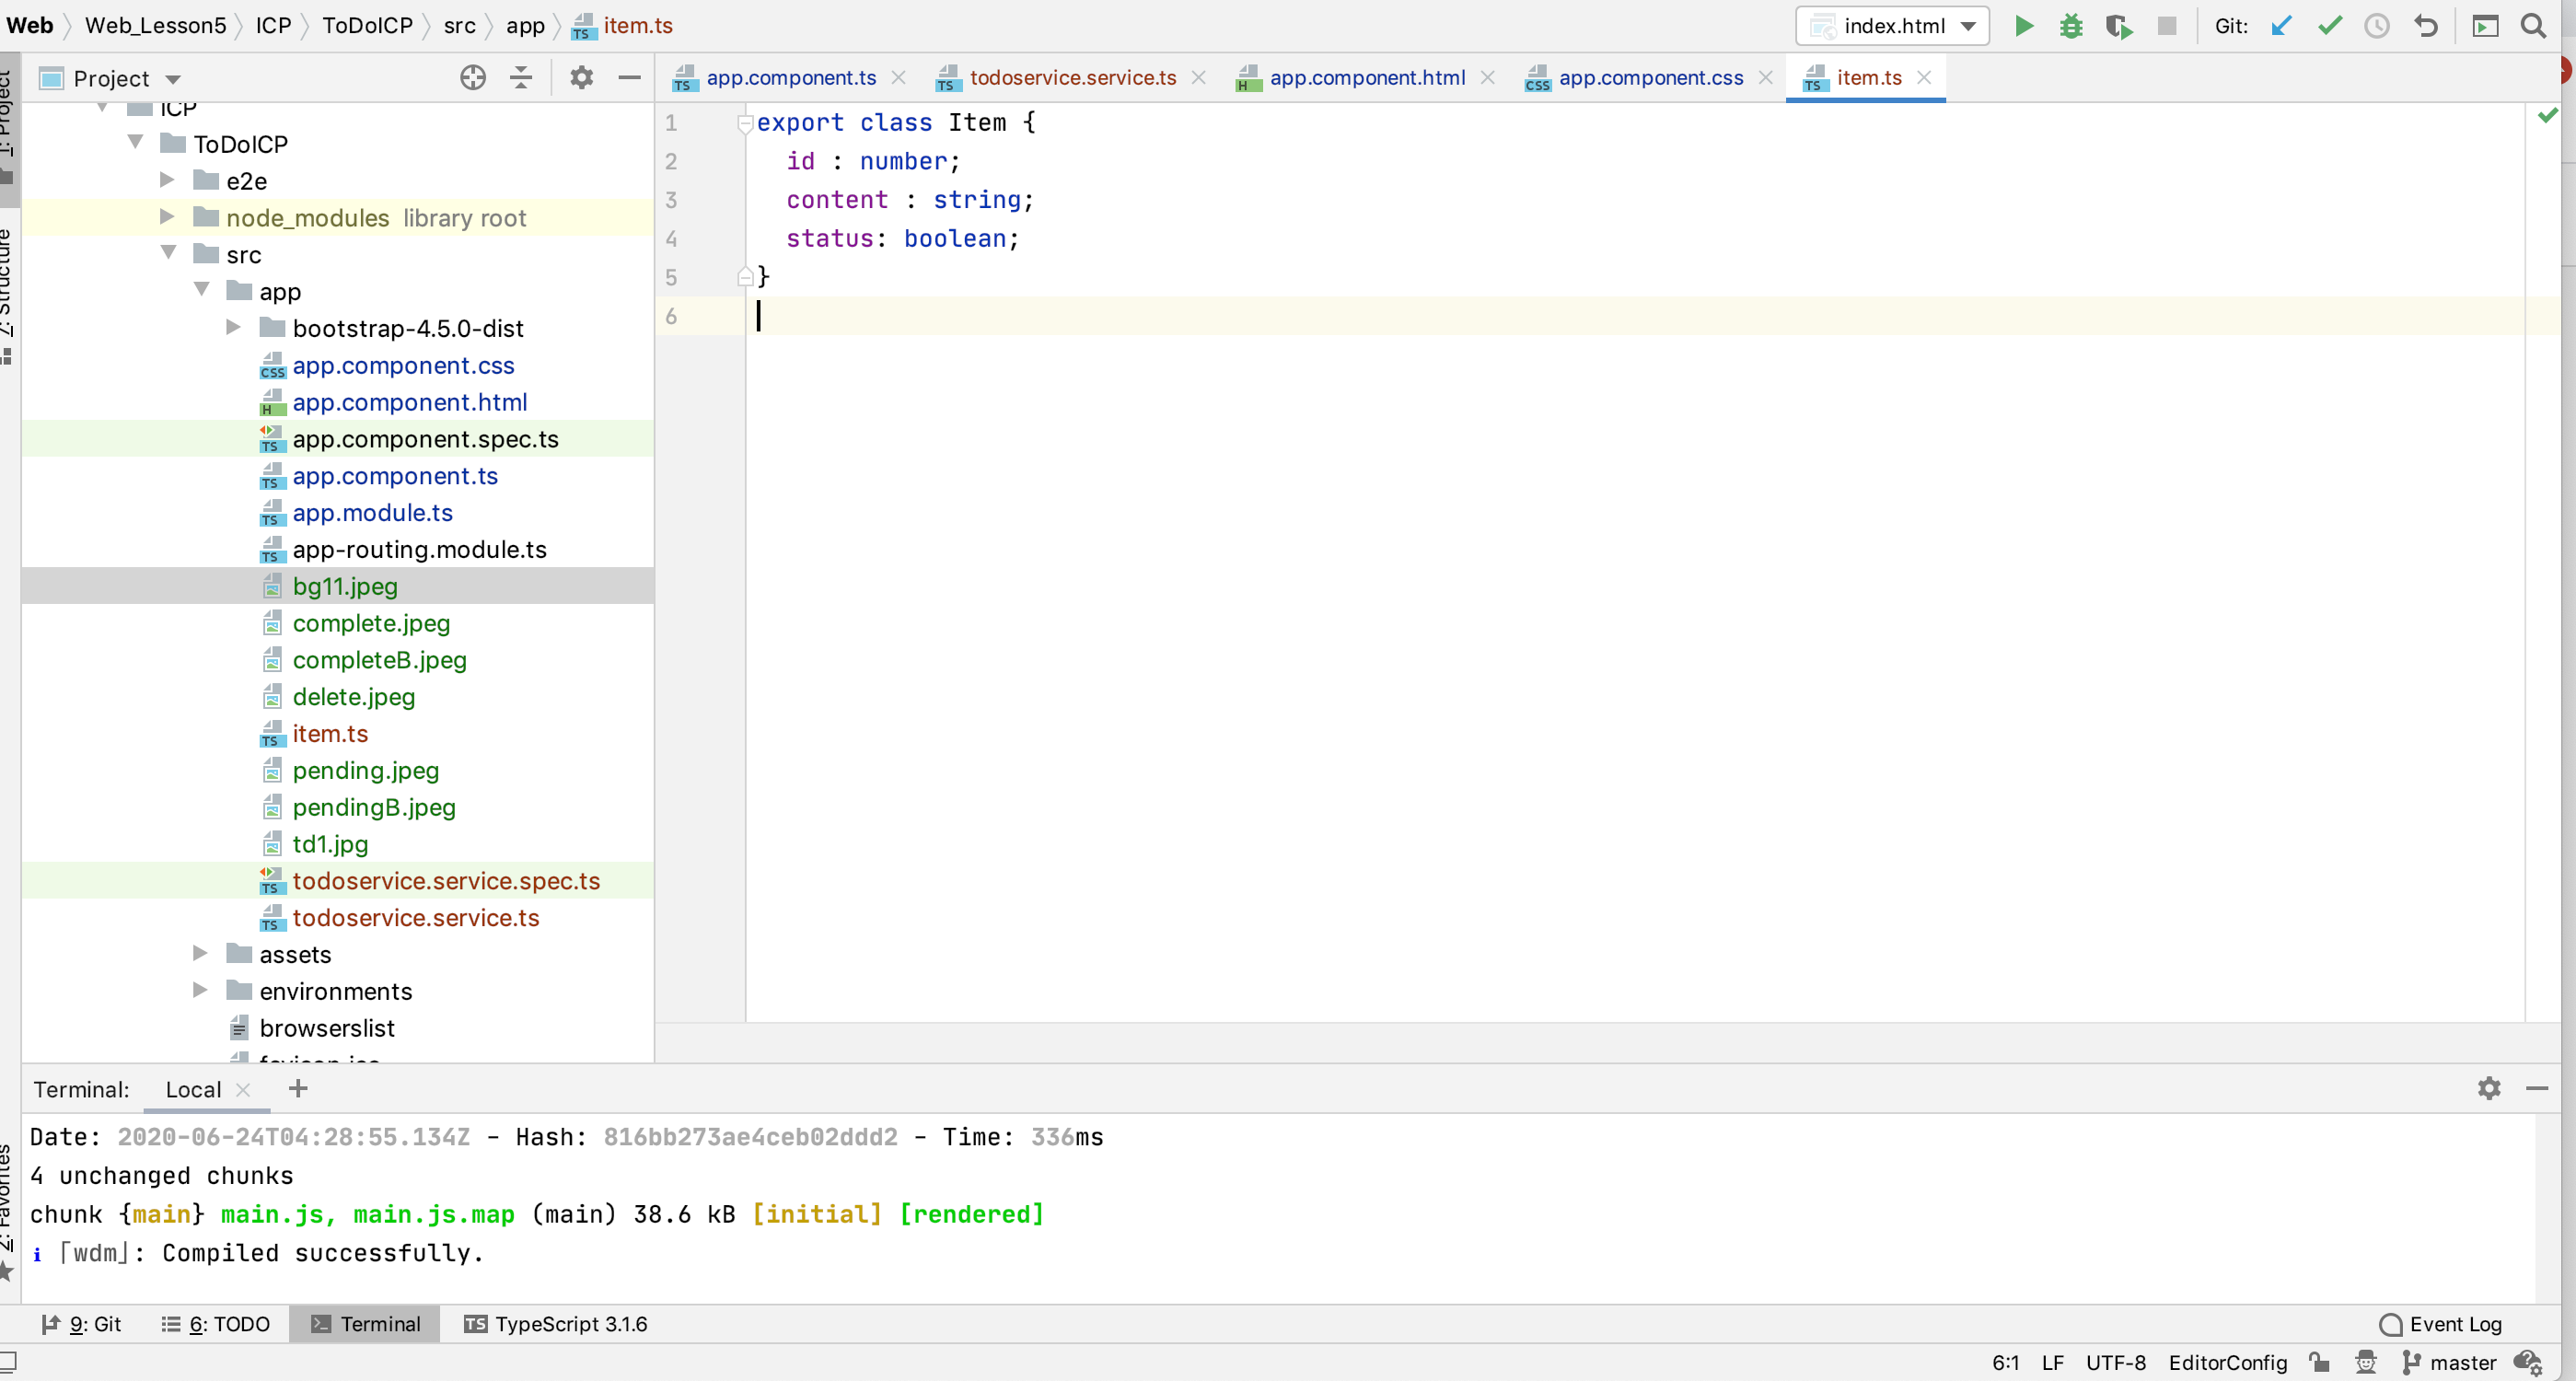 Web Web_Lesson5 ICP ToDoICP src app item.ts
index.html Git:
Project
app.component.ts todoservice.service.ts app.component.html app.component.css item.ts
1: Project
7: Structure
2: Favorites
ICP
ToDoICP
e2e
node_modules library root
src
app
bootstrap-4.5.0-dist
app.component.css
app.component.html
app.component.spec.ts
app.component.ts
app.module.ts
app-routing.module.ts
bg11.jpeg
complete.jpeg
completeB.jpeg
delete.jpeg
item.ts
pending.jpeg
pendingB.jpeg
td1.jpg
todoservice.service.spec.ts
todoservice.service.ts
assets
environments
browserslist
favicon.ico
1 export class Item {
2 id : number;
3 content : string;
4 status: boolean;
5 }
6
Terminal: Local
Date: 2020-06-24T04:28:55.134Z - Hash: 816bb273ae4ceb02ddd2 - Time: 336ms
4 unchanged chunks
chunk {main} main.js, main.js.map (main) 38.6 kB [initial] [rendered]
ℹ ｢wdm｣: Compiled successfully.
9: Git 6: TODO Terminal TypeScript 3.1.6 Event Log
6:1 LF UTF-8 EditorConfig master